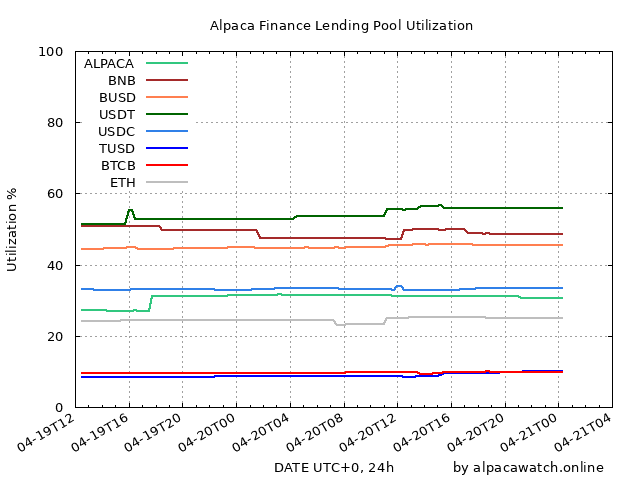 Alpaca Finance Lending Pool Utilization
100
80
60
40
20
0
Utilization %
ALPACA
BNB
BUSD
USDT
USDC
TUSD
BTCB
ETH
04-19T12
04-19T16
04-19T20
04-20T00
04-20T04
04-20T08
04-20T12
04-20T16
04-20T20
04-21T00
04-21T04
DATE UTC+0, 24h
by alpacawatch.online